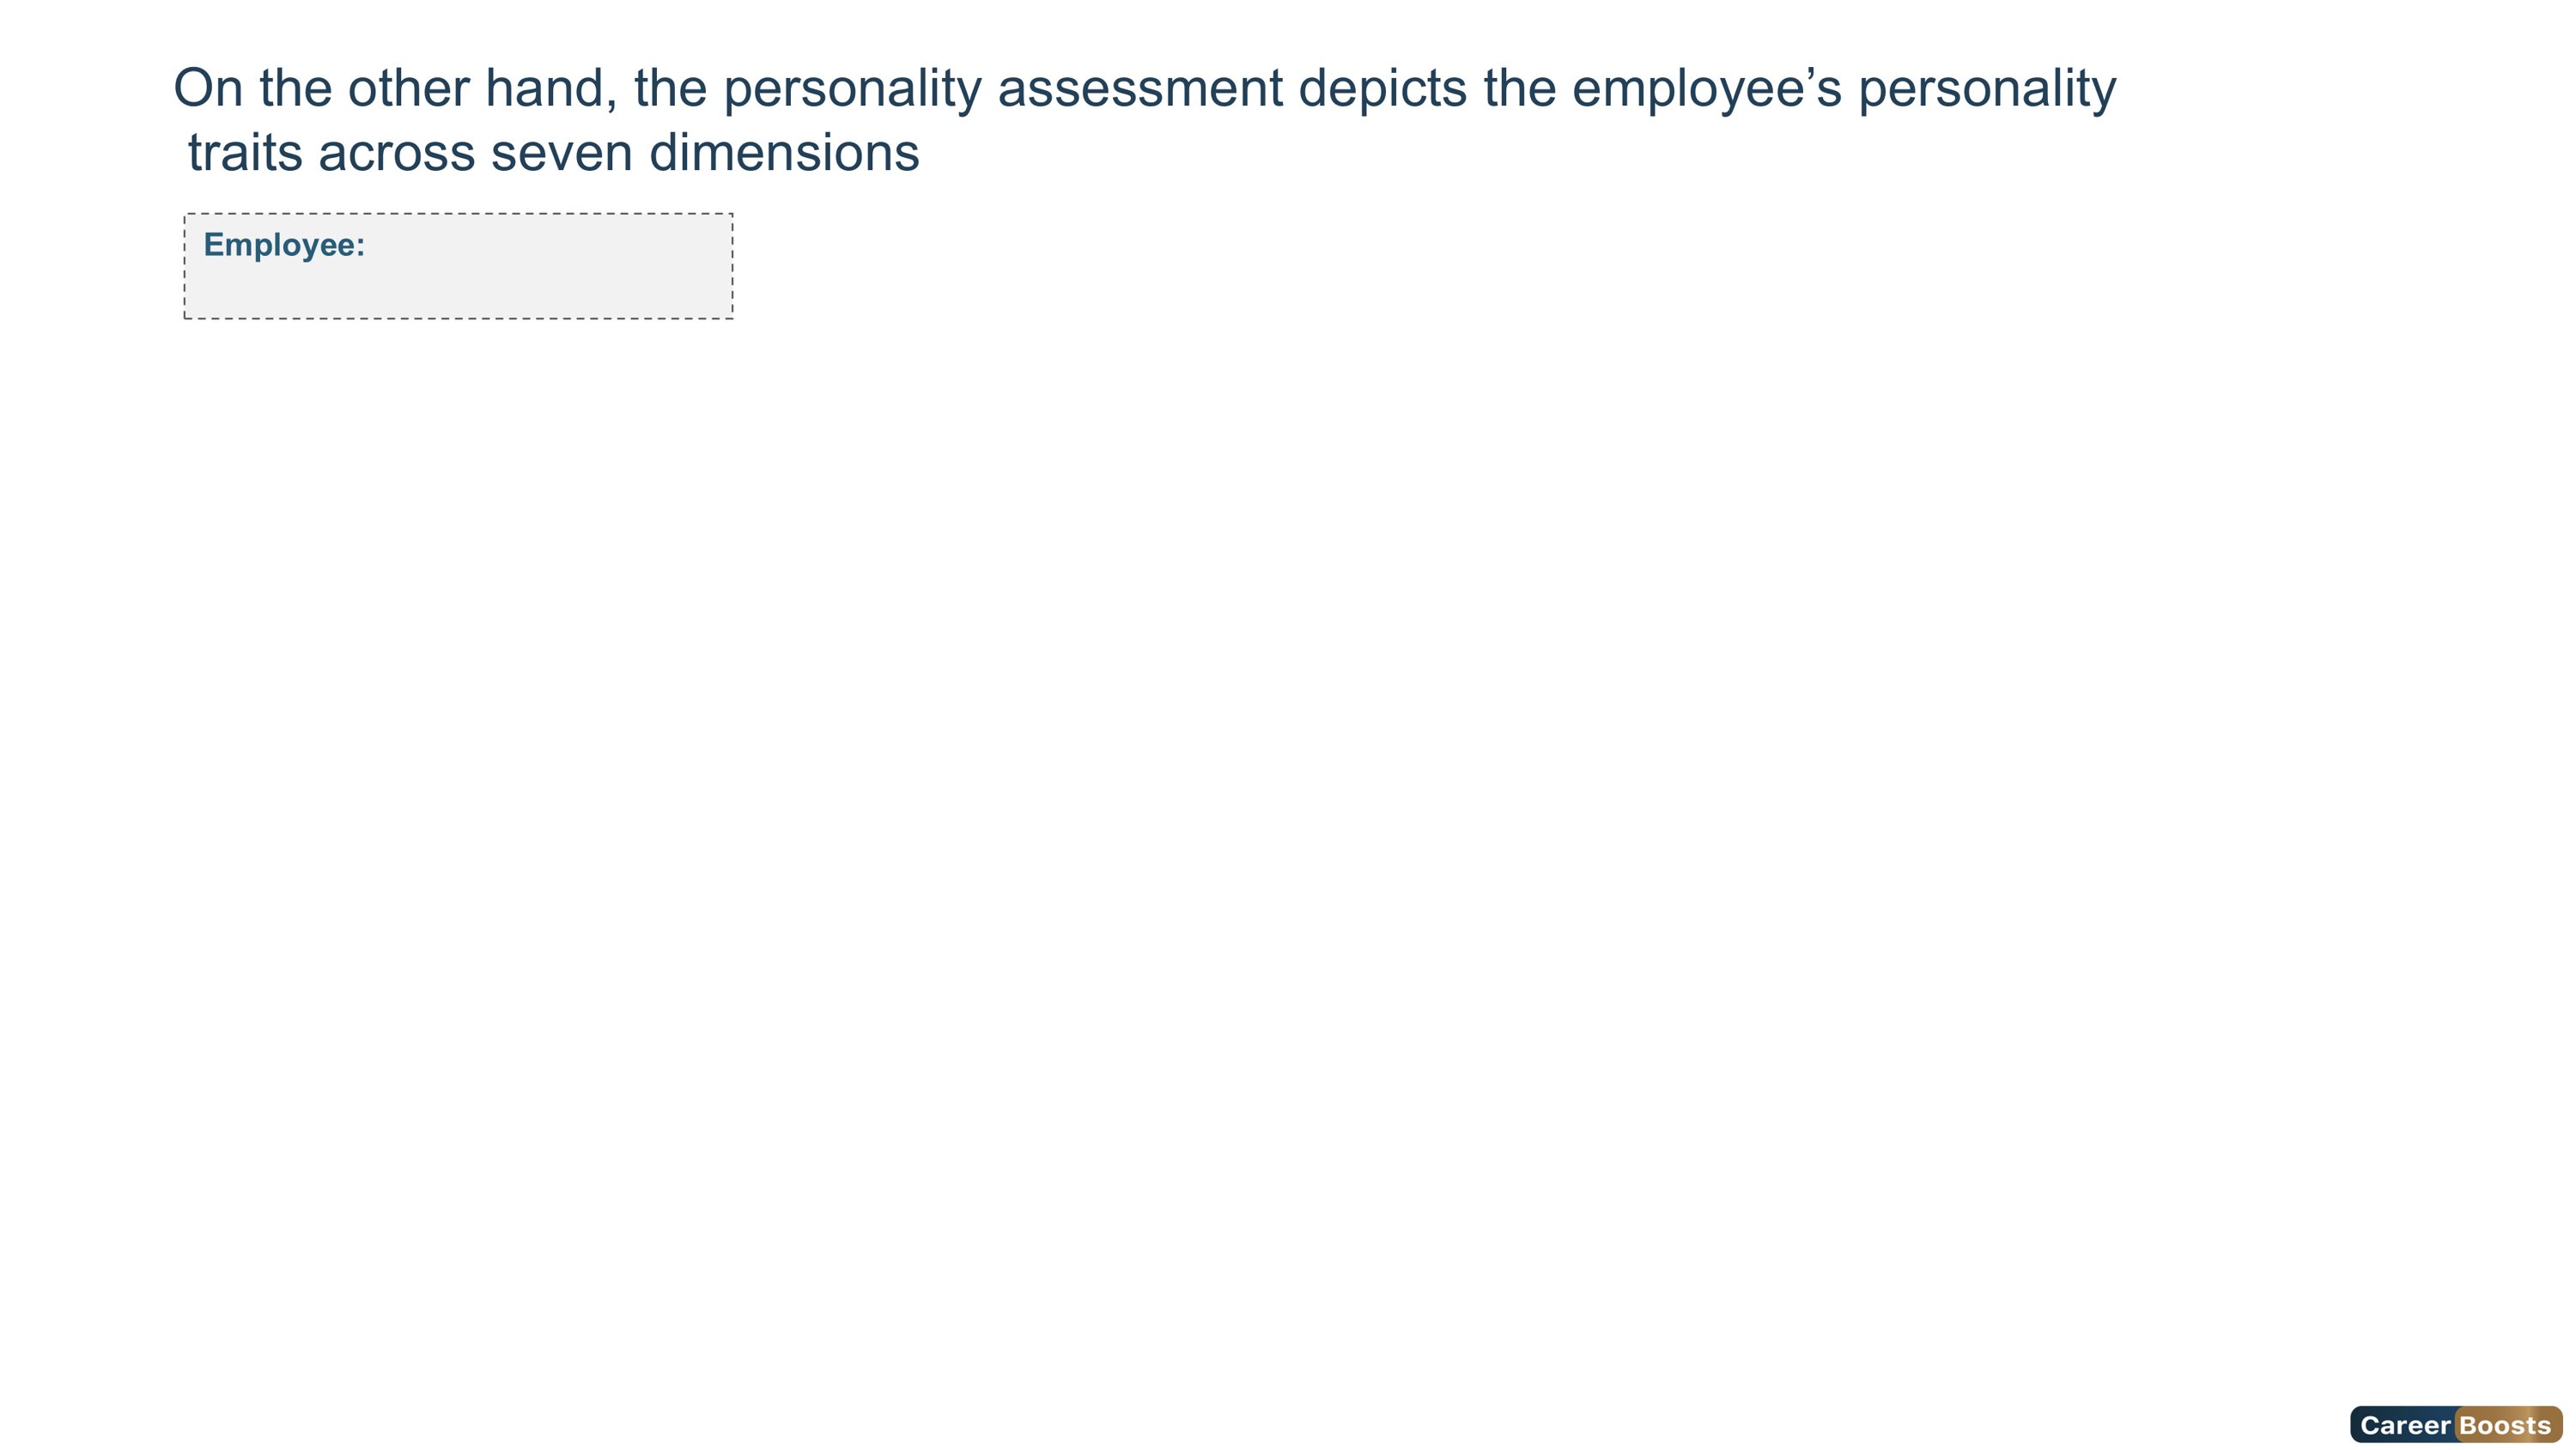 On the other hand, the personality assessment depicts the employee’s personality
traits across seven dimensions
Employee:
Career Boosts